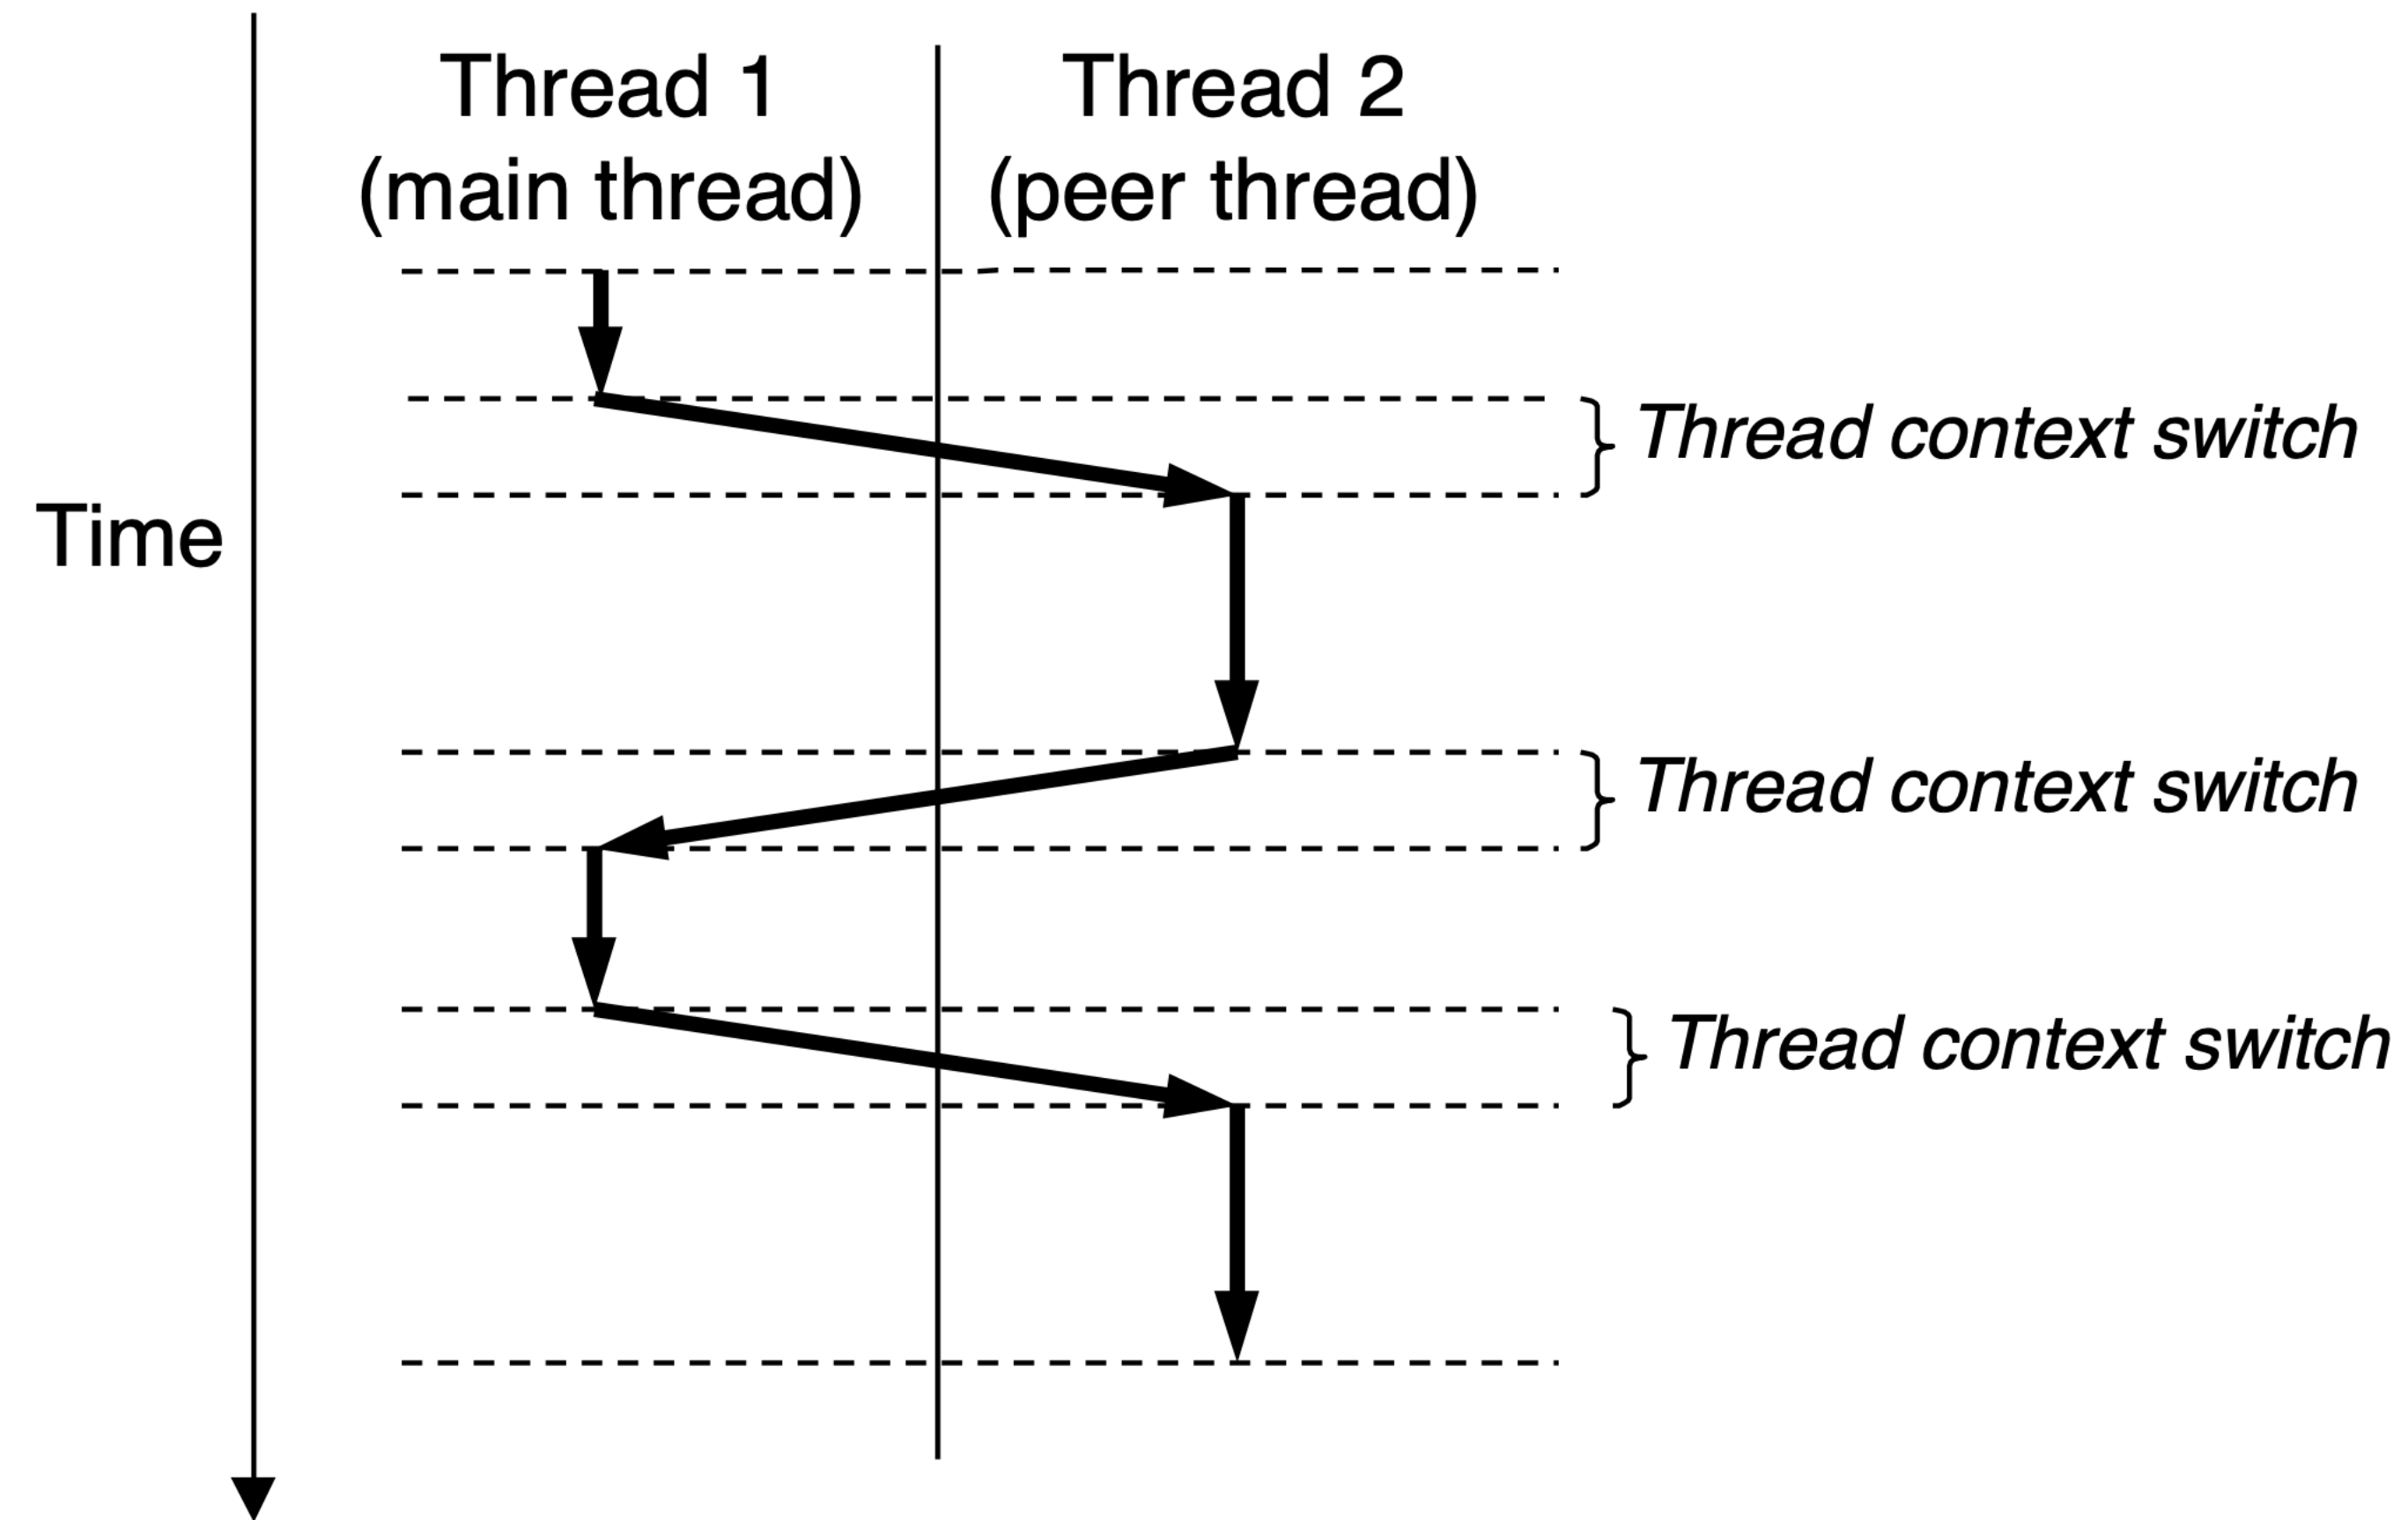 Thread 1
(main thread)
Thread 2
(peer thread)
Thread context switch
Time
Thread context switch
Thread context switch